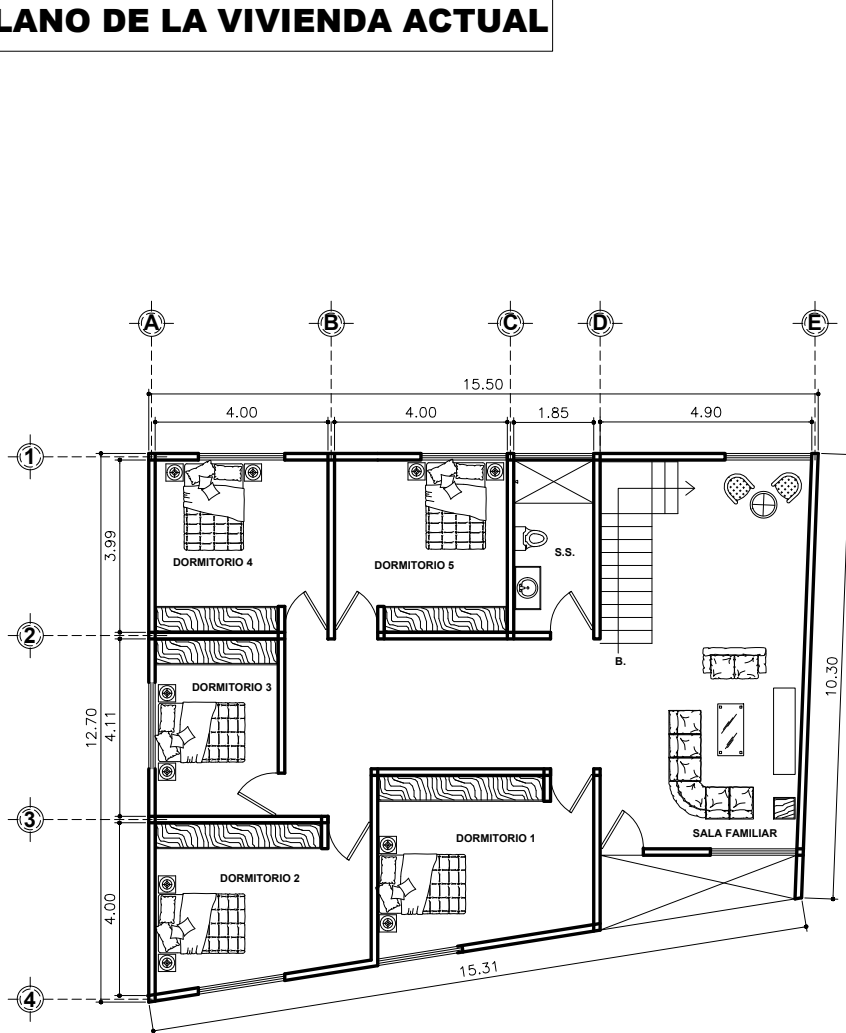 LANO DE LA VIVIENDA ACTUAL
A B C D E
15.50
4.00 4.00 1.85 4.90
1
3.99
DORMITORIO 4
DORMITORIO 5
S.S.
2
B.
DORMITORIO 3
10.30
12.70
4.11
3
SALA FAMILIAR
DORMITORIO 1
DORMITORIO 2
4.00
15.31
4